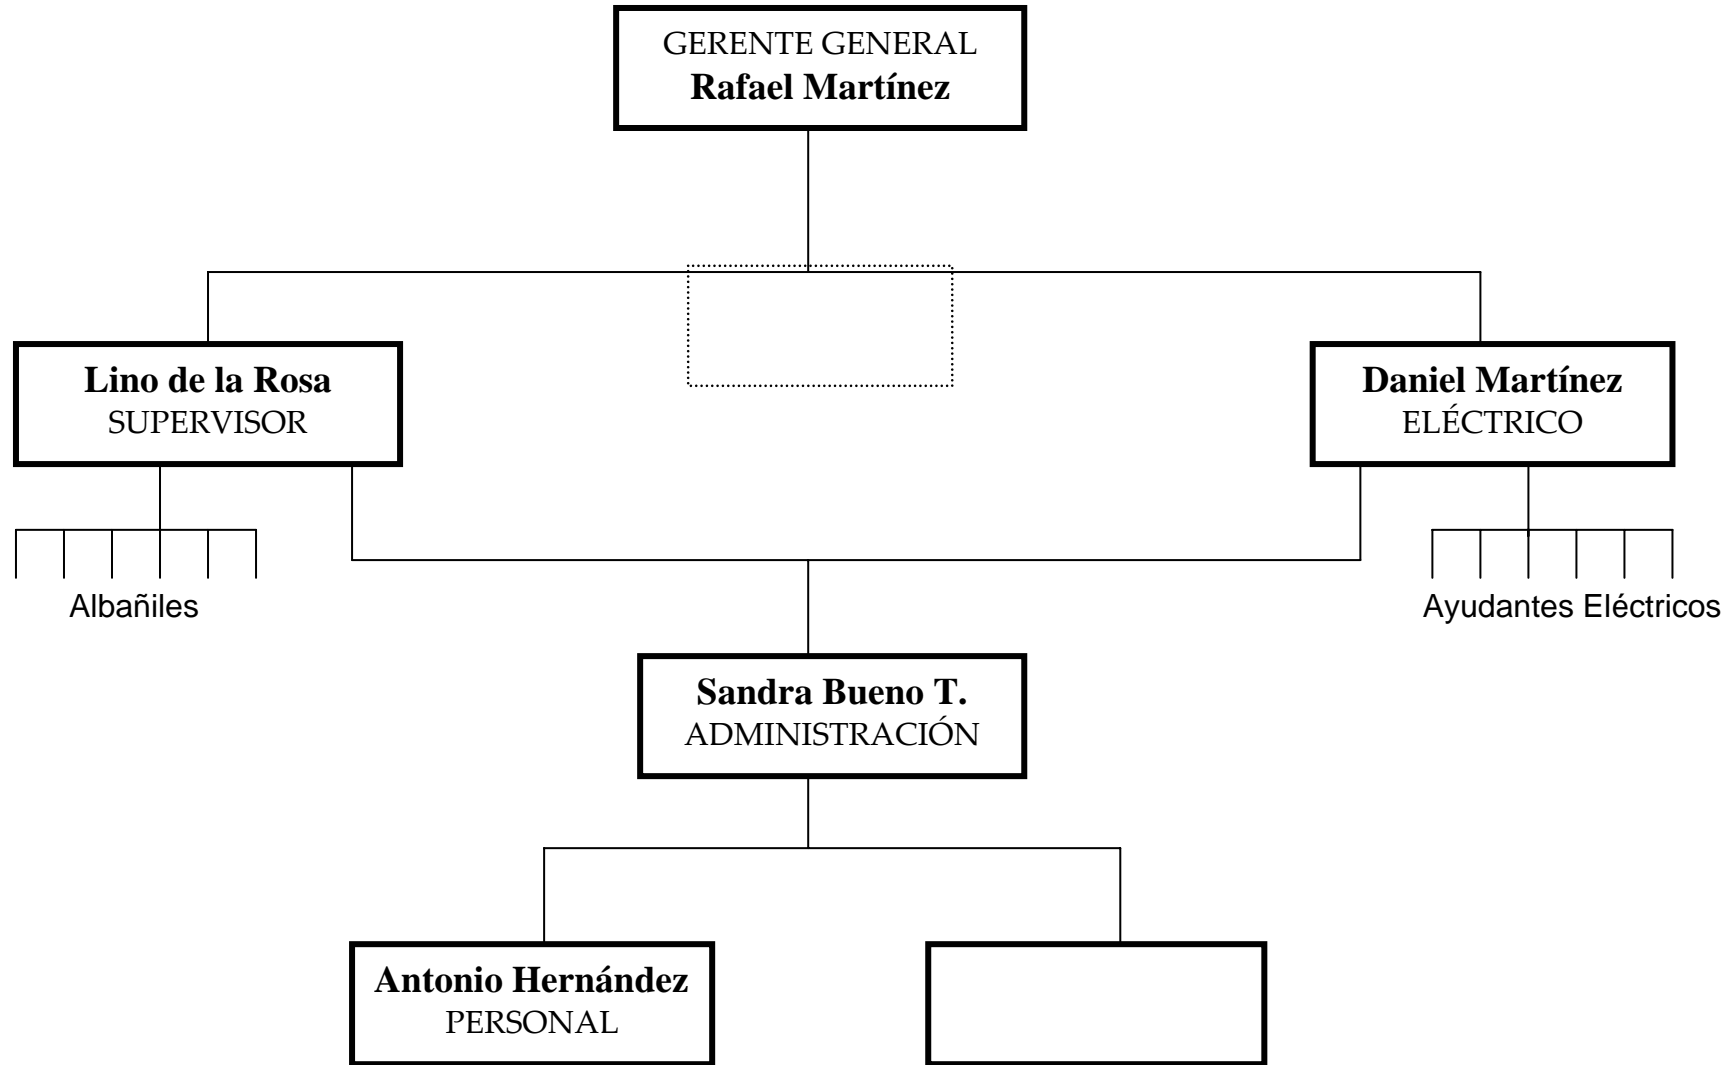 GERENTE GENERAL
Rafael Martínez
Lino de la Rosa
SUPERVISOR
Daniel Martínez
ELÉCTRICO
Albañiles
Ayudantes Eléctricos
Sandra Bueno T.
ADMINISTRACIÓN
Antonio Hernández
PERSONAL